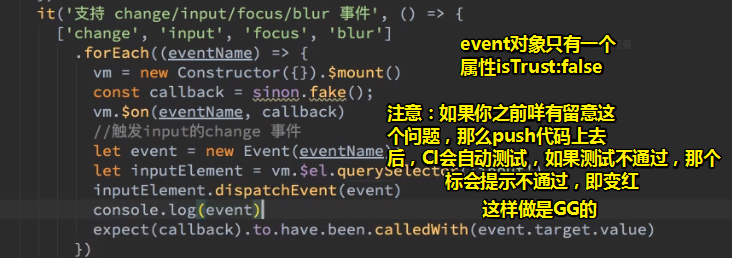 it('支持 change/input/focus/blur 事件', () => {
['change', 'input', 'focus', 'blur']
.forEach((eventName) => {
vm = new Constructor({}).$mount()
const callback = sinon.fake();
vm.$on(eventName, callback)
//触发input的change 事件
let event = new Event(eventName)
let inputElement = vm.$el.querySelector(
inputElement.dispatchEvent(event)
console.log(event)
expect(callback).to.have.been.calledWith(event.target.value)
})
event对象只有一个
属性isTrust:false
注意：如果你之前咩有留意这
个问题，那么push代码上去
后，CI会自动测试，如果测试不通过，那个
标会提示不通过，即变红
这样做是GG的